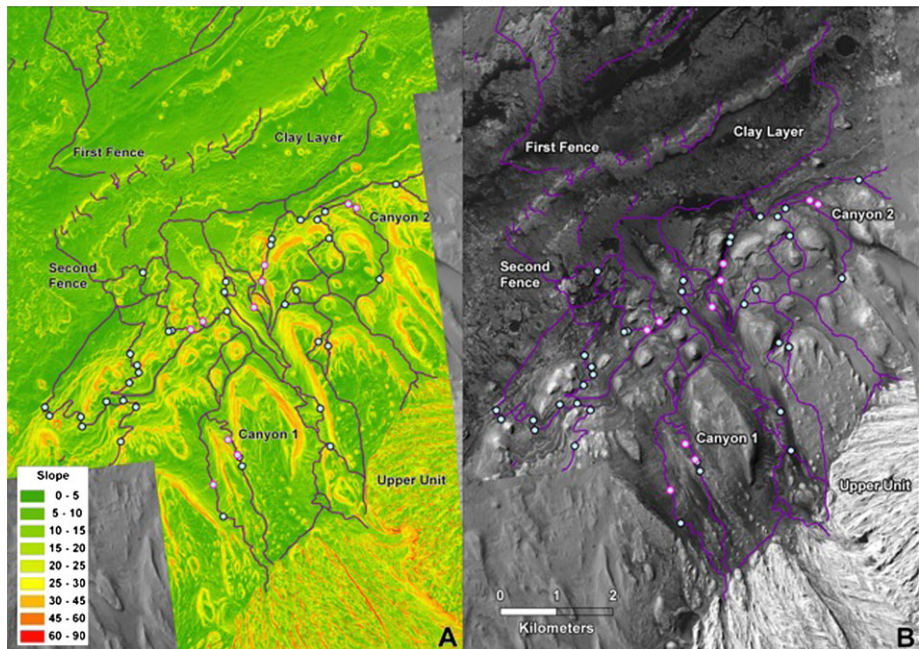 First Fence
Clay Layer
Canyon 2
Second
Fence
Canyon 1
Upper Unit
Slope
0 - 5
5 - 10
10 - 15
15 - 20
20 - 25
25 - 30
30 - 45
45 - 60
60 - 90
A
Clay Layer
First Fence
Canyon 2
Second
Fence
Canyon 1
Upper Unit
0 1 2
Kilometers
B